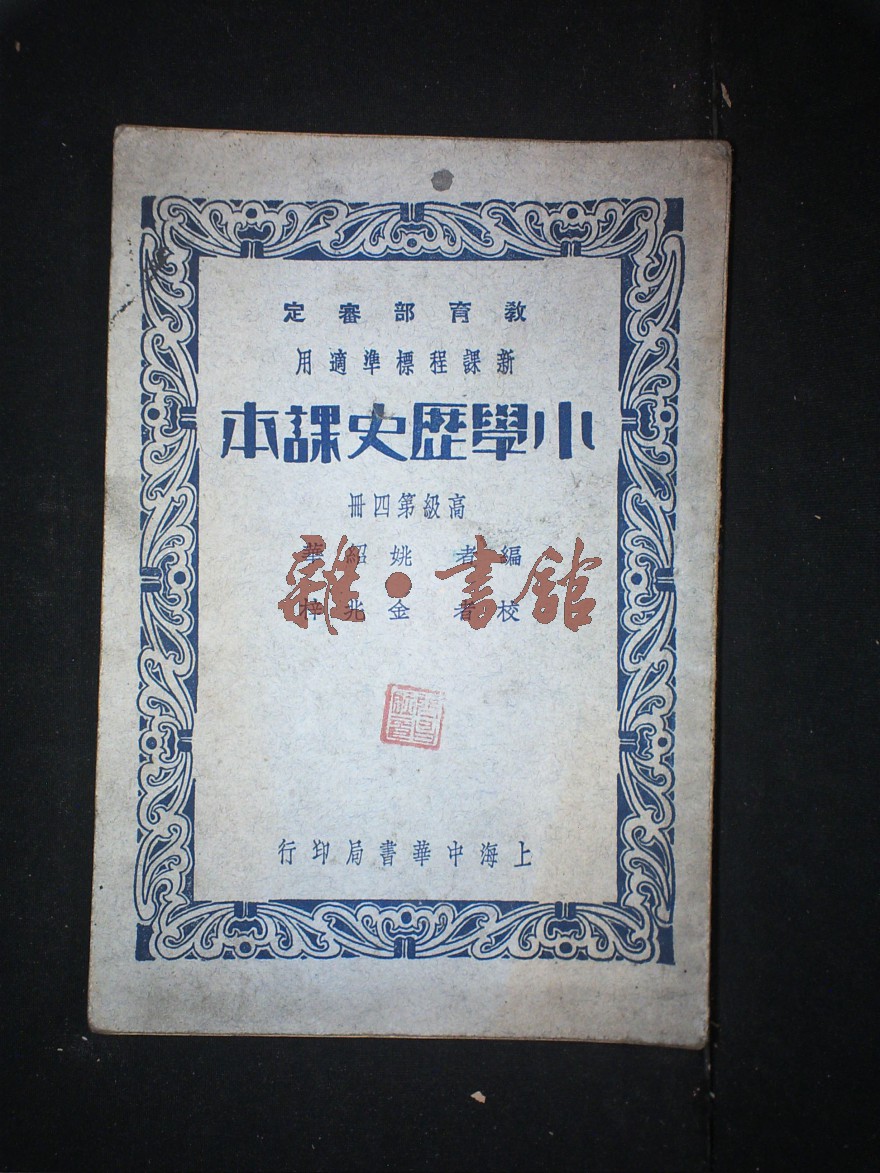 教育部審定
新課程標準適用
小學歷史課本
高級第四冊
編者 姚紹華
校者 金兆梓
雜·書館
上海中華書局印行